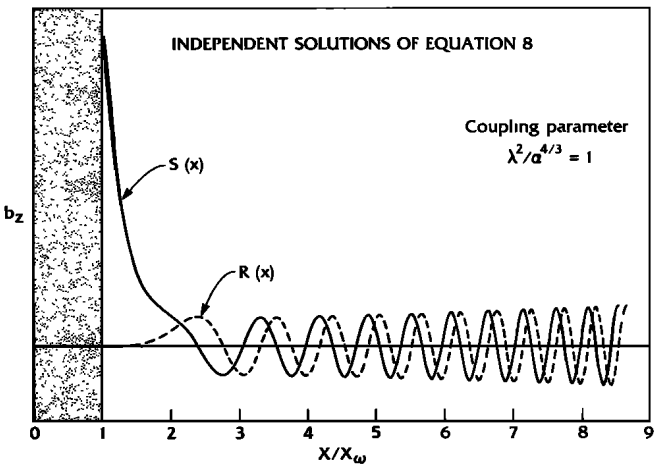 INDEPENDENT SOLUTIONS OF EQUATION 8
Coupling parameter
λ²/α^4/3 = 1
S (x)
b_z
R (x)
0 1 2 3 4 5 6 7 8 9
X/X_ω